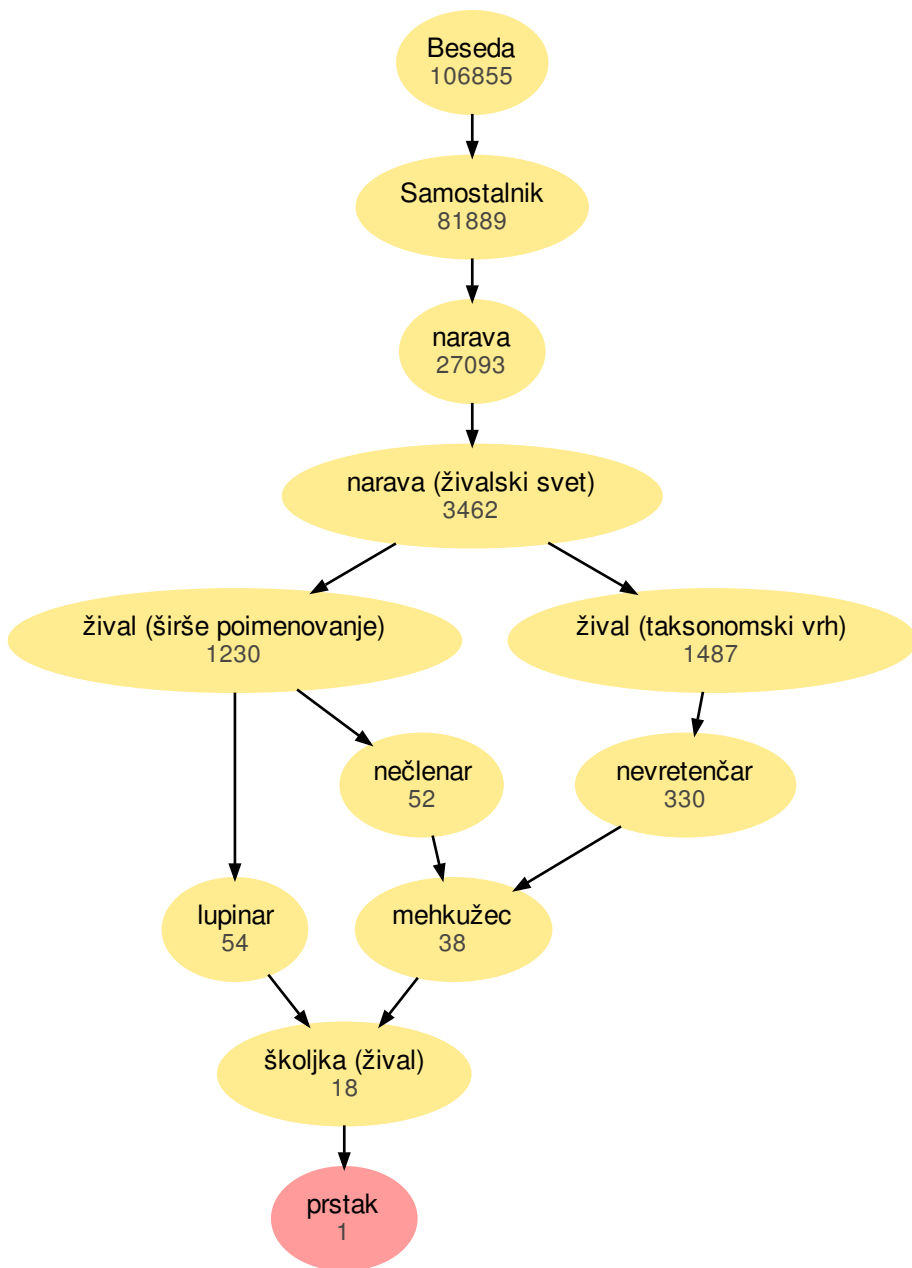 Beseda
106855
Samostalnik
81889
narava
27093
narava (živalski svet)
3462
žival (širše poimenovanje)
1230
žival (taksonomski vrh)
1487
nečlenar
52
nevretenčar
330
lupinar
54
mehkužec
38
školjka (žival)
18
prstak
1